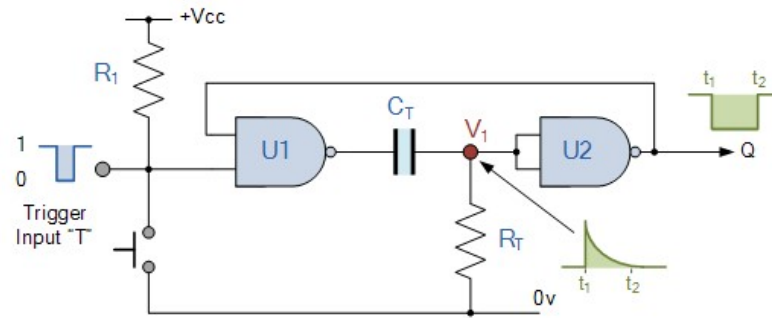 +Vcc
R1
CT
t1 t2
V1
U1
U2
Q
1
0
Trigger
Input "T"
RT
0v
t1 t2